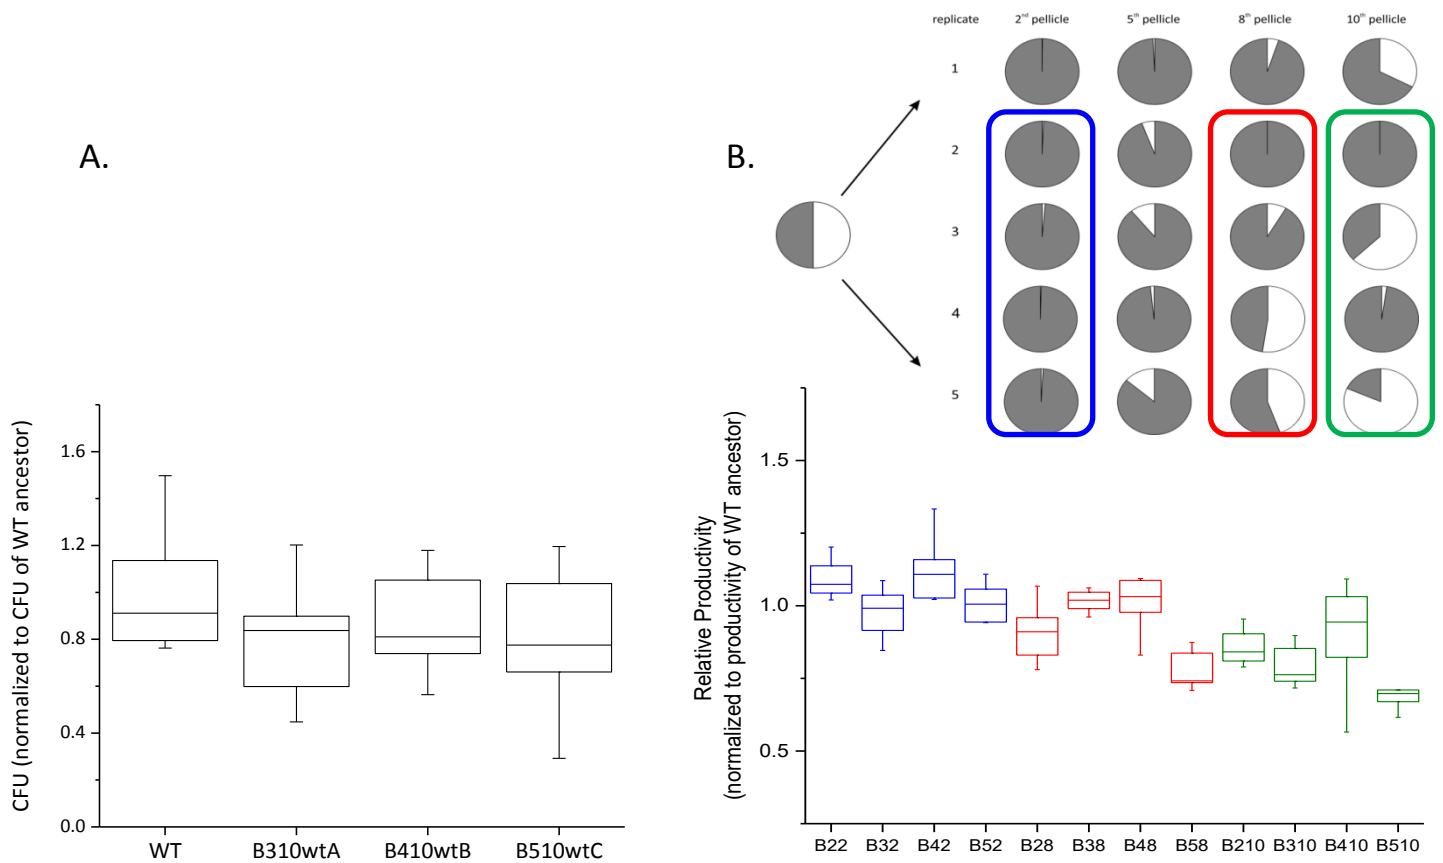 replicate 2nd pellicle 5th pellicle 8th pellicle 10th pellicle
1
A.
B.
2
3
4
5
CFU (normalized to CFU of WT ancestor)
1.6
1.2
0.8
0.4
0.0
WT B310wtA B410wtB B510wtC
Relative Productivity
(normalized to productivity of WT ancestor)
1.5
1.0
0.5
B22 B32 B42 B52 B28 B38 B48 B58 B210 B310 B410 B510